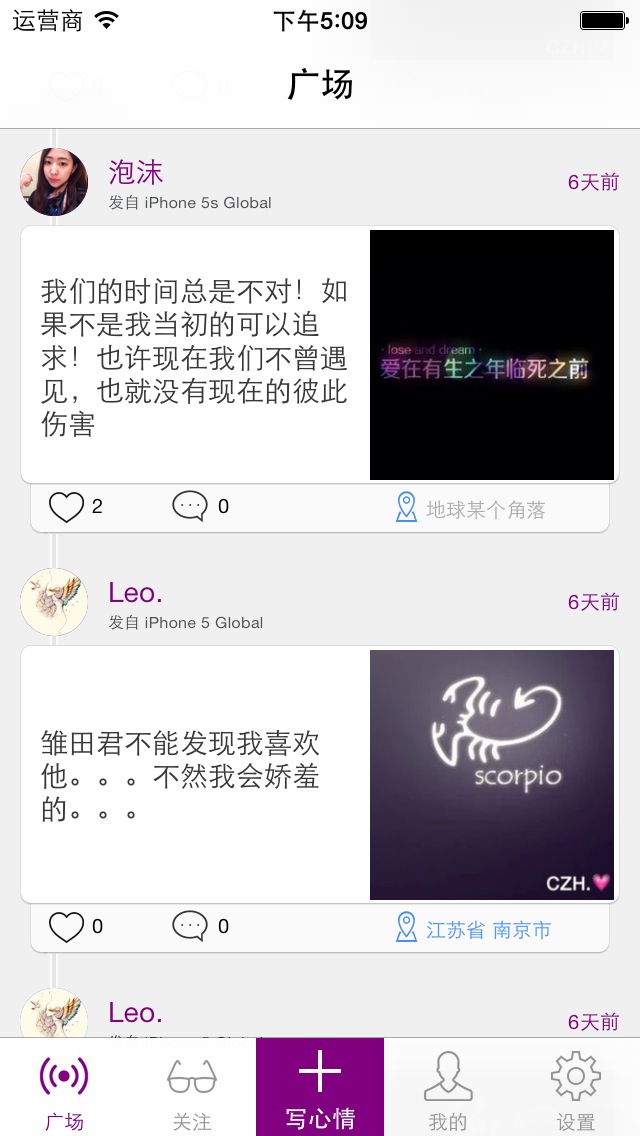 运营商 下午5:09
广场
泡沫
发自 iPhone 5s Global
6天前
我们的时间总是不对！如
果不是我当初的可以追
求！也许现在我们不曾遇
见，也就没有现在的彼此
伤害
· lose and dream ·
爱在有生之年临死之前
2 0 地球某个角落
Leo.
发自 iPhone 5 Global
6天前
雏田君不能发现我喜欢
他。。。不然我会娇羞
的。。。
scorpio
CZH.
0 0 江苏省 南京市
Leo.
6天前
广场 关注 写心情 我的 设置